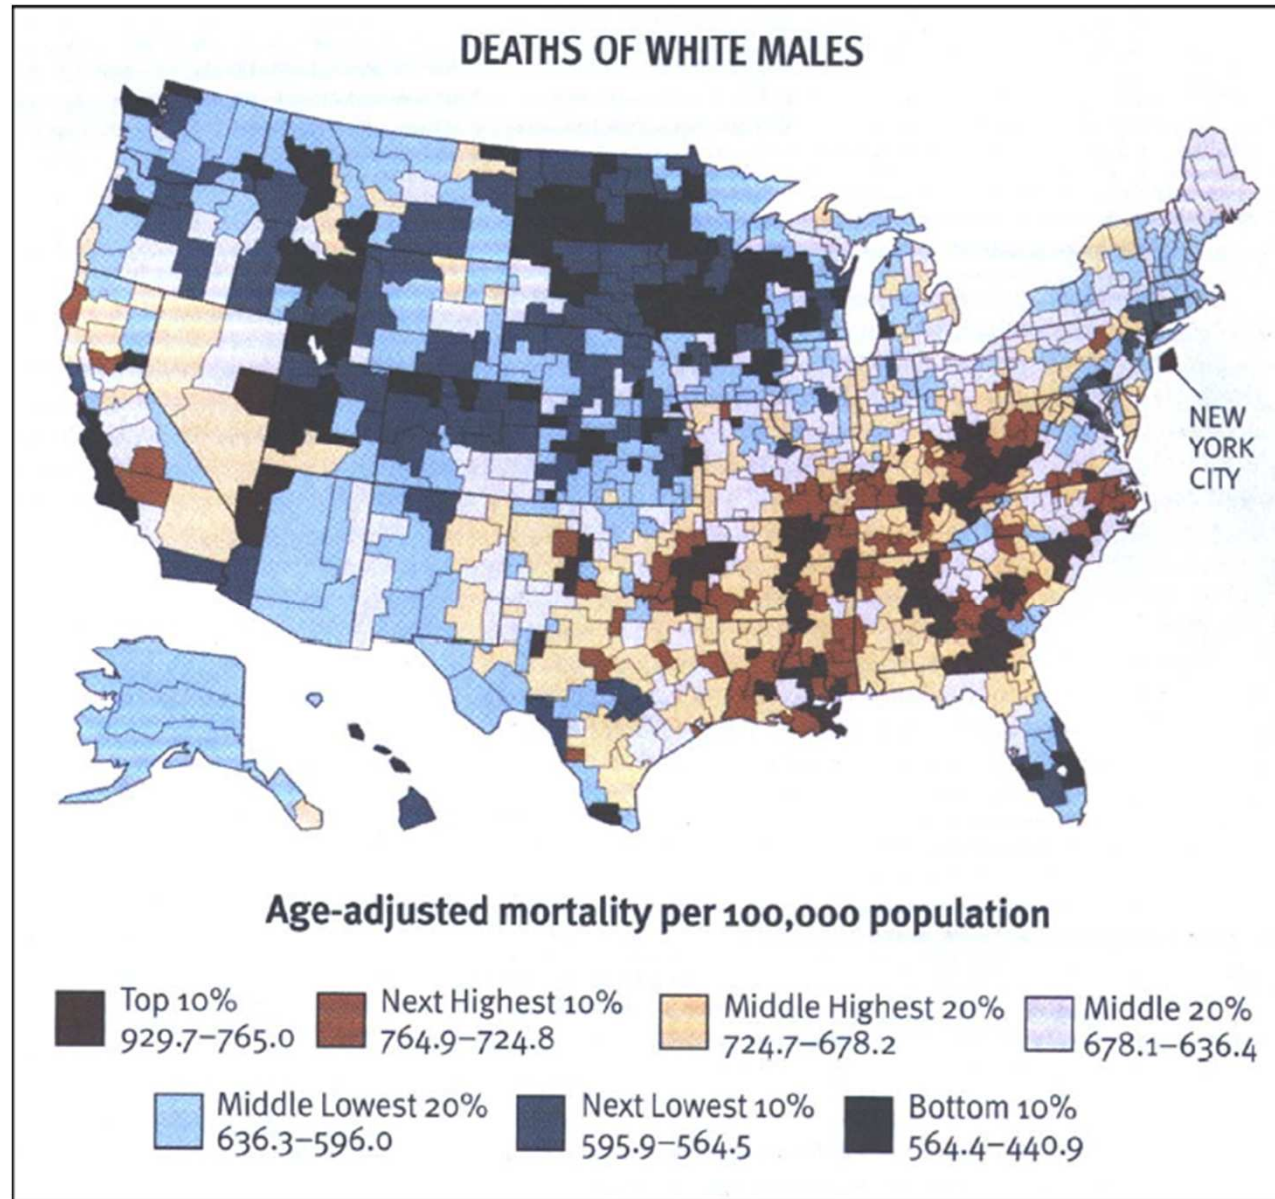 DEATHS OF WHITE MALES
NEW
YORK
CITY
Age-adjusted mortality per 100,000 population
Top 10%
929.7–765.0
Next Highest 10%
764.9–724.8
Middle Highest 20%
724.7–678.2
Middle 20%
678.1–636.4
Middle Lowest 20%
636.3–596.0
Next Lowest 10%
595.9–564.5
Bottom 10%
564.4–440.9